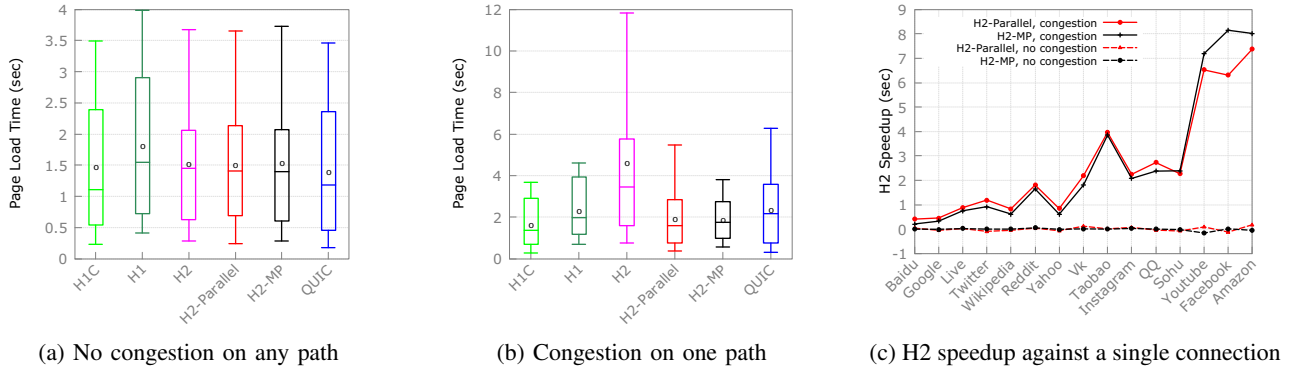 4
3.5
3
2.5
2
1.5
1
0.5
0
Page Load Time (sec)
H1C
H1
H2
H2-Parallel
H2-MP
QUIC
(a) No congestion on any path
12
10
8
6
4
2
0
Page Load Time (sec)
H1C
H1
H2
H2-Parallel
H2-MP
QUIC
(b) Congestion on one path
9
8
7
6
5
4
3
2
1
0
-1
H2 Speedup (sec)
H2-Parallel, congestion
H2-MP, congestion
H2-Parallel, no congestion
H2-MP, no congestion
Baidu
Google
Live
Twitter
Wikipedia
Reddit
Yahoo
Vk
Taobao
Instagram
QQ
Sohu
Youtube
Facebook
Amazon
(c) H2 speedup against a single connection